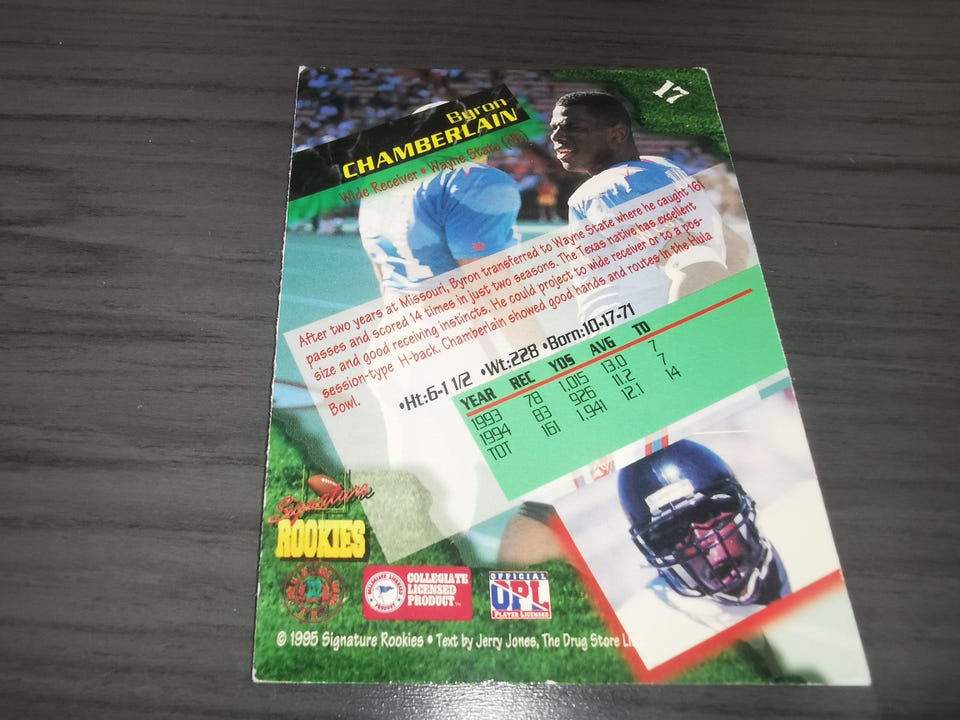 17
Byron
CHAMBERLAIN
Wide Receiver • Wayne State (NE)
After two years at Missouri, Byron transferred to Wayne State where he caught 161
passes and scored 14 times in just two seasons. The Texas native has excellent
size and good receiving instincts. He could project to wide receiver or to a pos-
session-type H-back. Chamberlain showed good hands and routes in the Hula
Bowl.
•Ht:6-1 1/2 •Wt:228 •Born:10-17-71
YEAR REC YDS AVG TD
1993 78 1,015 13.0 7
1994 83 926 11.2 7
TOT 161 1,941 12.1 14
Signature
ROOKIES
COLLEGIATE
LICENSED
PRODUCT
OFFICIAL
UPL
PLAYER LICENSED
© 1995 Signature Rookies • Text by Jerry Jones, The Drug Store